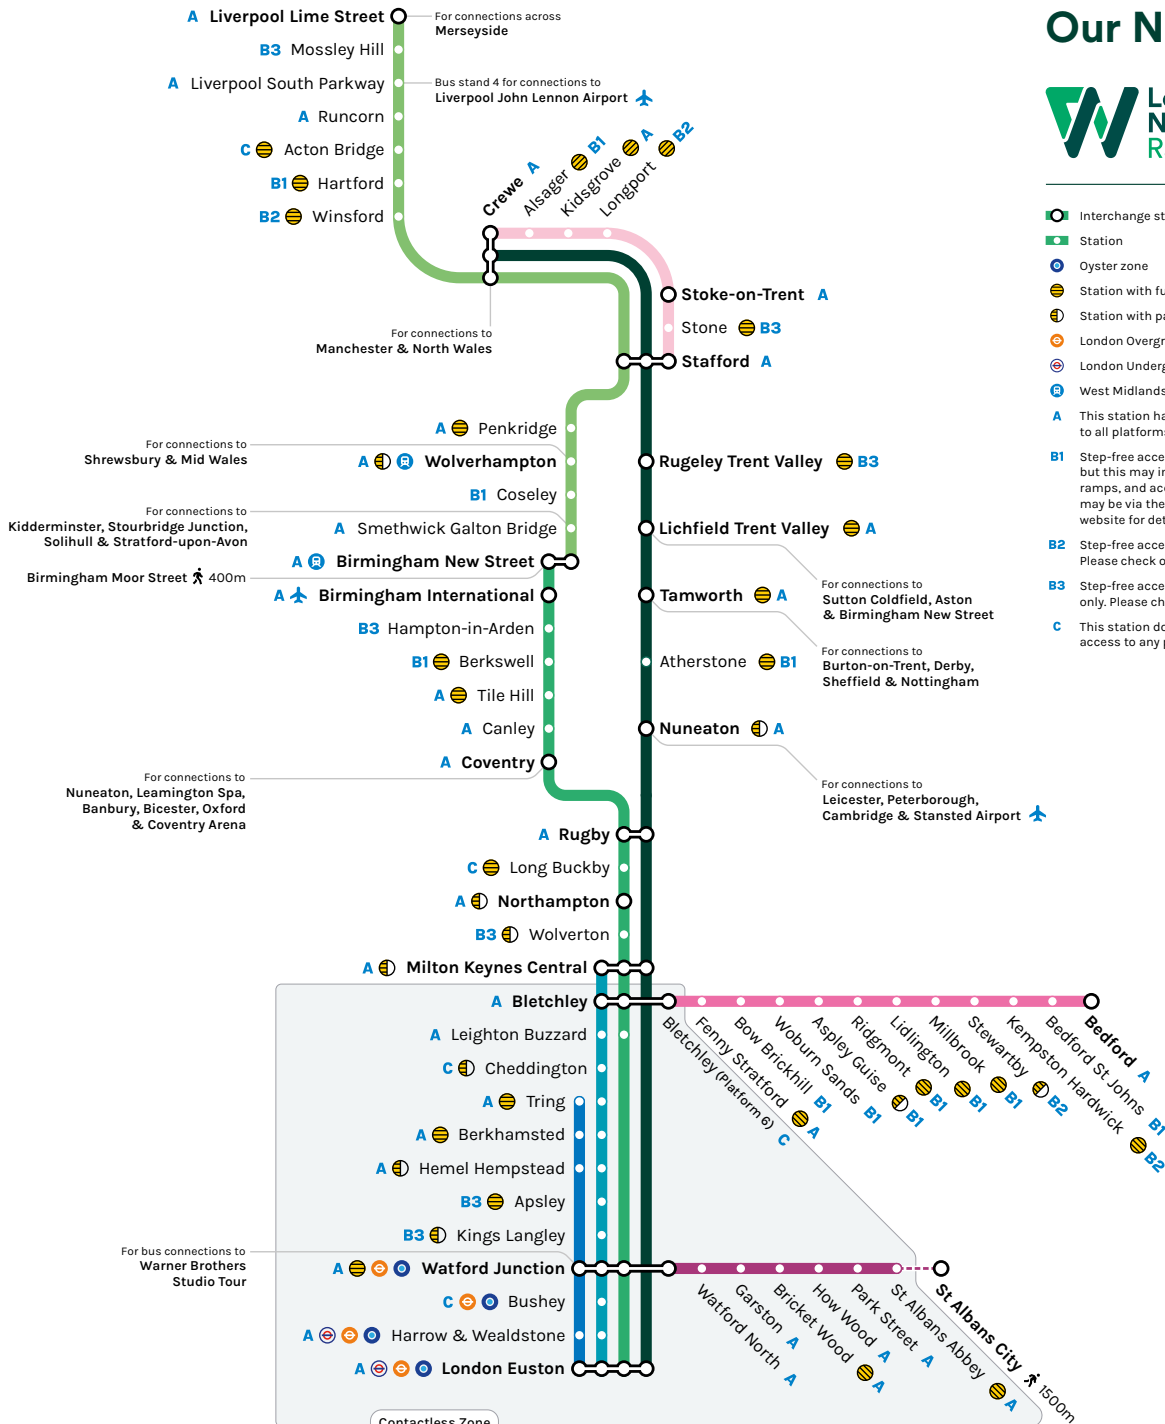 Our N
Lo
N
R
A Liverpool Lime Street
For connections across
Merseyside
B3 Mossley Hill
A Liverpool South Parkway
Bus stand 4 for connections to
Liverpool John Lennon Airport
A Runcorn
C Acton Bridge
B1 Hartford
B2 Winsford
Crewe A
Alsager B1
Kidsgrove A
Longport B2
For connections to
Manchester & North Wales
Stoke-on-Trent A
Stone B3
Stafford A
A Penkridge
For connections to
Shrewsbury & Mid Wales
A Wolverhampton
B1 Coseley
For connections to
Kidderminster, Stourbridge Junction,
Solihull & Stratford-upon-Avon
A Smethwick Galton Bridge
A Birmingham New Street
Birmingham Moor Street 400m
A Birmingham International
B3 Hampton-in-Arden
B1 Berkswell
A Tile Hill
A Canley
A Coventry
For connections to
Nuneaton, Leamington Spa,
Banbury, Bicester, Oxford
& Coventry Arena
Rugeley Trent Valley B3
Lichfield Trent Valley A
For connections to
Sutton Coldfield, Aston
& Birmingham New Street
Tamworth A
For connections to
Burton-on-Trent, Derby,
Sheffield & Nottingham
Atherstone B1
Nuneaton A
For connections to
Leicester, Peterborough,
Cambridge & Stansted Airport
A Rugby
C Long Buckby
A Northampton
B3 Wolverton
A Milton Keynes Central
A Bletchley
A Leighton Buzzard
C Cheddington
A Tring
A Berkhamsted
A Hemel Hempstead
B3 Apsley
B3 Kings Langley
For bus connections to
Warner Brothers
Studio Tour
A Watford Junction
C Bushey
A Harrow & Wealdstone
A London Euston
Contactless Zone
Bletchley (Platform 6) C
Fenny Stratford A
Bow Brickhill B1
Woburn Sands B1
Aspley Guise B1
Ridgmont B1
Lidlington B1
Millbrook B1
Stewartby B2
Kempston Hardwick B2
Bedford St Johns B1
Bedford A
Watford North A
Garston A
Bricket Wood A
How Wood A
Park Street A
St Albans Abbey A
St Albans City 1500m
Interchange st
Station
Oyster zone
Station with fu
Station with pa
London Overgr
London Underg
West Midlands
A This station ha
to all platform
B1 Step-free acce
but this may in
ramps, and acc
may be via the
website for det
B2 Step-free acce
Please check o
B3 Step-free acce
only. Please ch
C This station do
access to any p